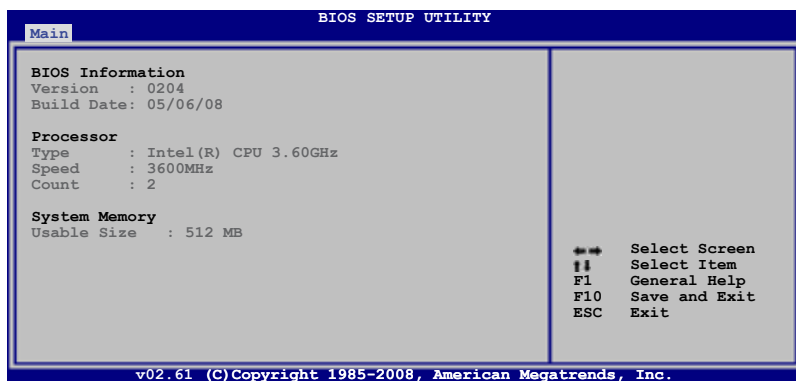 BIOS SETUP UTILITY
Main
BIOS Information
Version : 0204
Build Date: 05/06/08
Processor
Type : Intel(R) CPU 3.60GHz
Speed : 3600MHz
Count : 2
System Memory
Usable Size : 512 MB
←→ Select Screen
↑↓ Select Item
F1 General Help
F10 Save and Exit
ESC Exit
v02.61 (C)Copyright 1985-2008, American Megatrends, Inc.